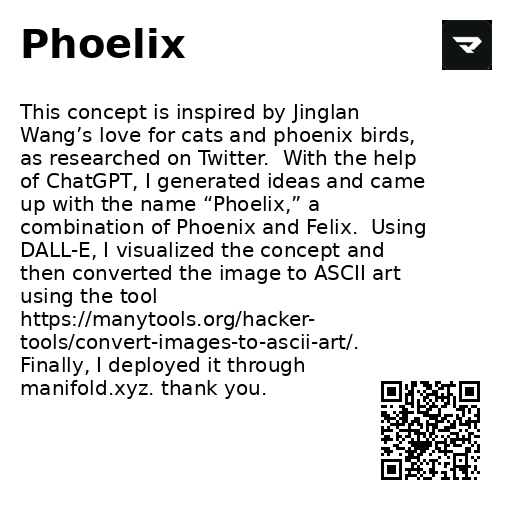 Phoelix
This concept is inspired by Jinglan
Wang’s love for cats and phoenix birds,
as researched on Twitter.  With the help
of ChatGPT, I generated ideas and came
up with the name “Phoelix,” a
combination of Phoenix and Felix.  Using
DALL-E, I visualized the concept and
then converted the image to ASCII art
using the tool
https://manytools.org/hacker-
tools/convert-images-to-ascii-art/.
Finally, I deployed it through
manifold.xyz. thank you.